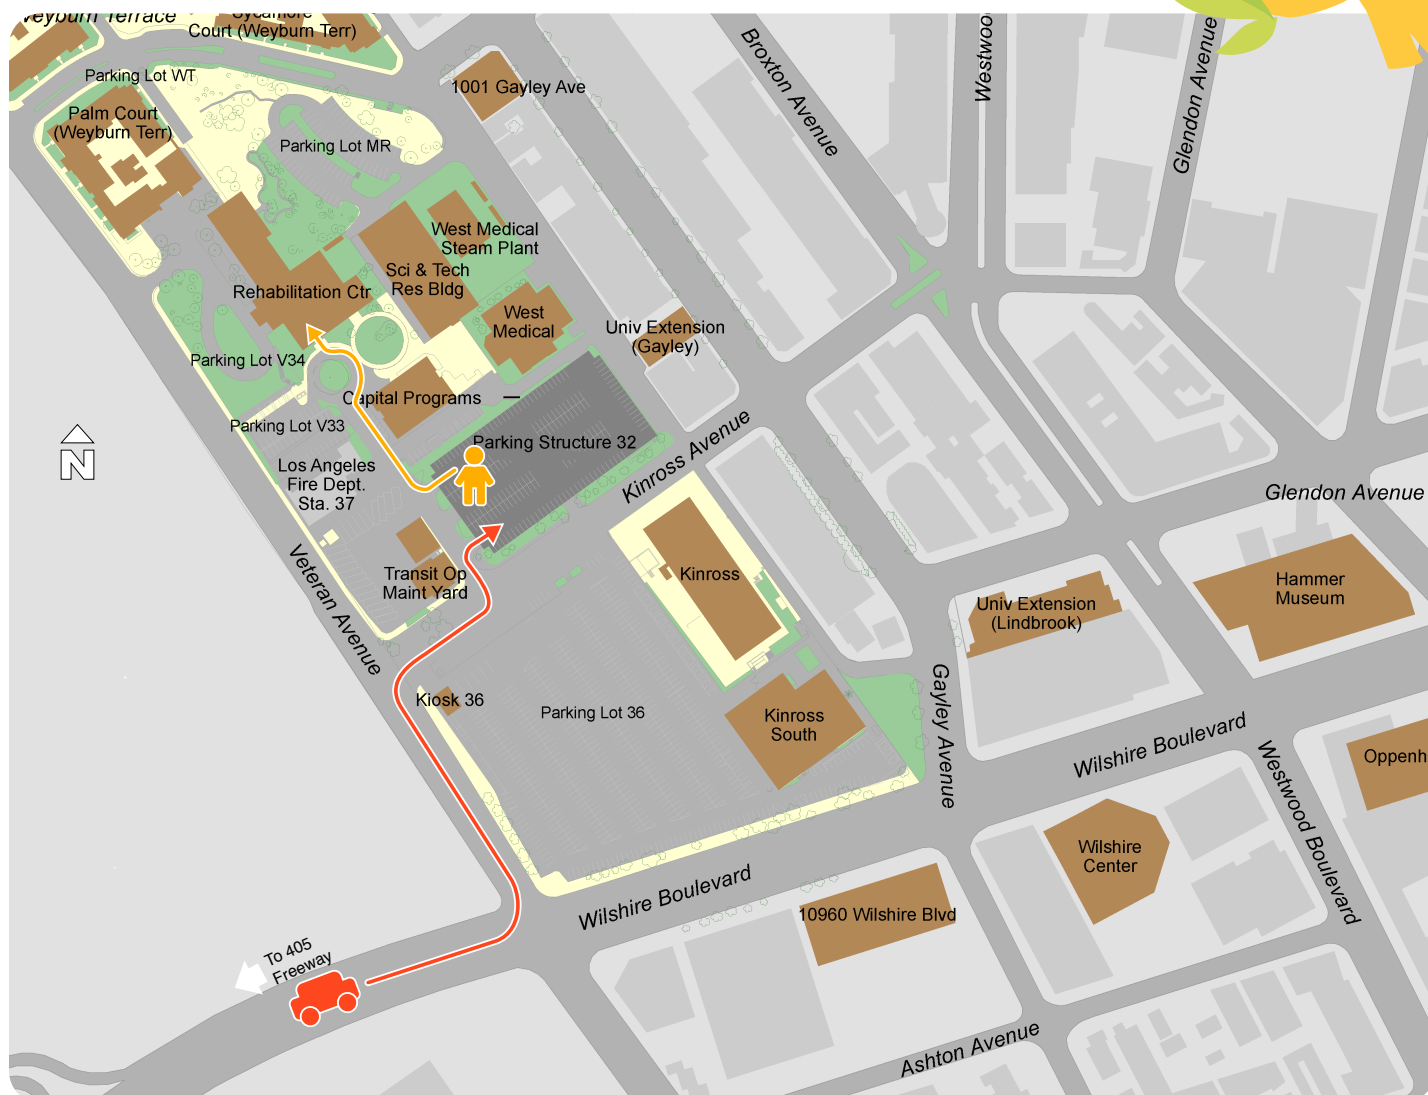 Weyburn Terrace
Sycamore
Court (Weyburn Terr)
Parking Lot WT
Palm Court
(Weyburn Terr)
Parking Lot MR
1001 Gayley Ave
Broxton Avenue
Westwoo
Glendon Avenue
West Medical
Steam Plant
Sci & Tech
Res Bldg
Rehabilitation Ctr
West
Medical
Univ Extension
(Gayley)
Parking Lot V34
Capital Programs
Parking Lot V33
Parking Structure 32
Kinross Avenue
Los Angeles
Fire Dept.
Sta. 37
N
Glendon Avenue
Veteran Avenue
Transit Op
Maint Yard
Kinross
Univ Extension
(Lindbrook)
Hammer
Museum
Kiosk 36
Parking Lot 36
Kinross
South
Gayley Avenue
Wilshire Boulevard
Westwood Boulevard
Oppenh
Wilshire
Center
Wilshire Boulevard
10960 Wilshire Blvd
To 405
Freeway
Ashton Avenue